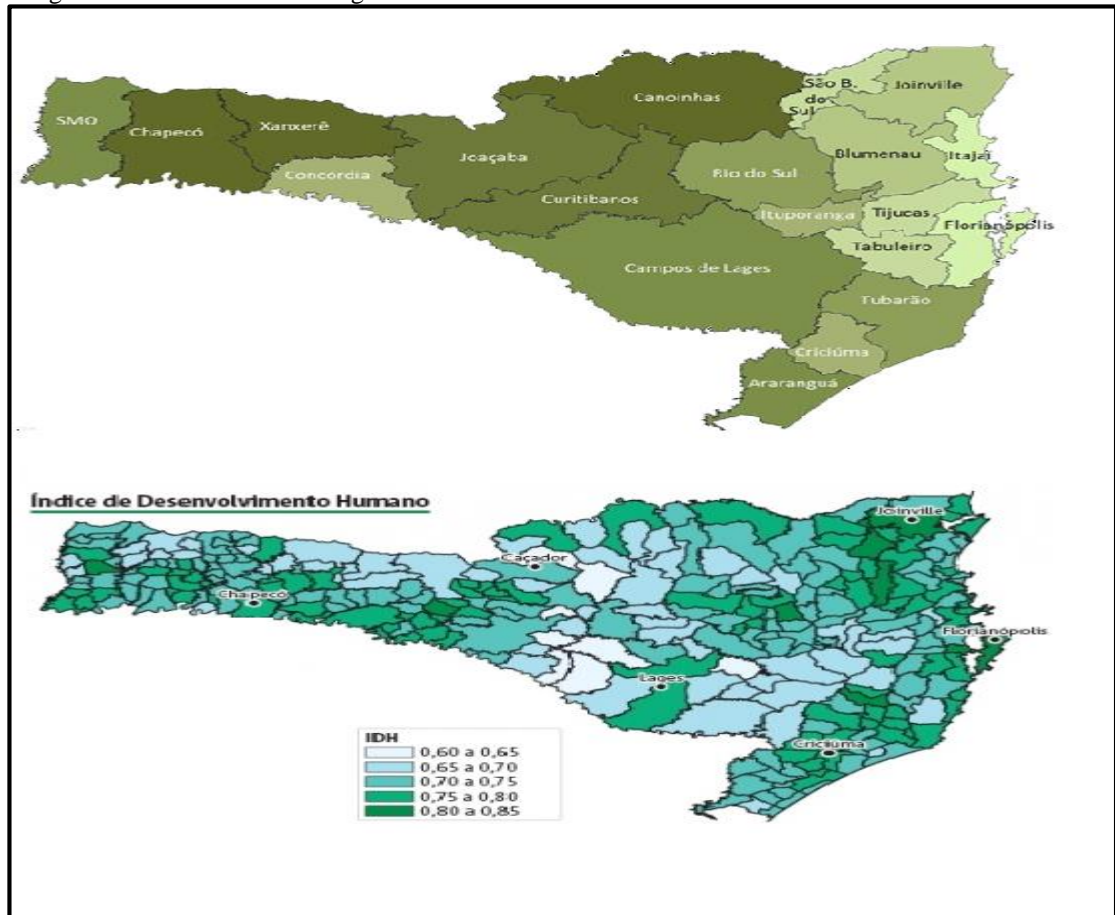 Canoinhas
São B.
do
Sul
Joinville
SMO
Chapecó
Xanxerê
Joaçaba
Blumenau
Itajaí
Concórdia
Rio do Sul
Curitibanos
Ituporanga
Tijucas
Florianópolis
Tabuleiro
Campos de Lages
Tubarão
Criciúma
Araranguá
Índice de Desenvolvimento Humano
Joinville
Caçador
Chapecó
Florianópolis
Lages
Criciúma
IDH
0,60 a 0,65
0,65 a 0,70
0,70 a 0,75
0,75 a 0,80
0,80 a 0,85